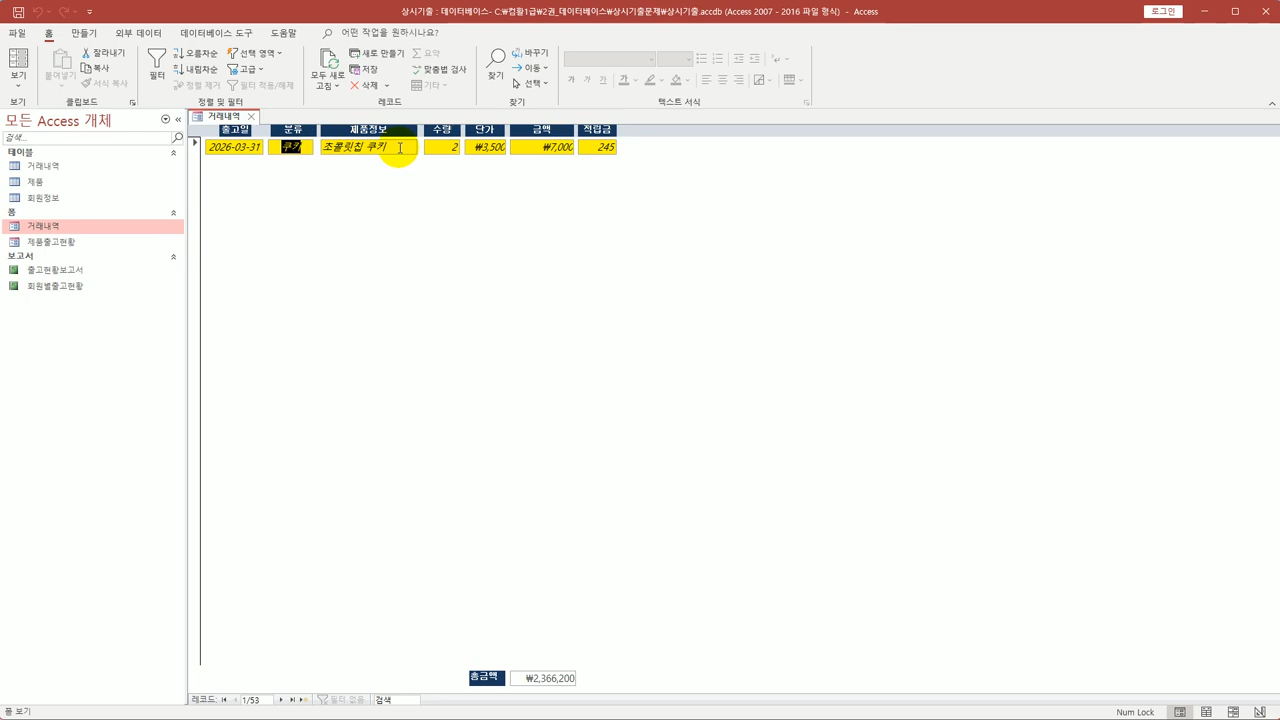 상시기출 : 데이터베이스- C:₩컴활1급₩2권_데이터베이스₩상시기출문제₩상시기출.accdb (Access 2007 - 2016 파일 형식) - Access
로그인
파일 홈 만들기 외부 데이터 데이터베이스 도구 도움말 어떤 작업을 원하시나요?
보기
붙여넣기
잘라내기
복사
서식 복사
필터
오름차순
내림차순
정렬 제거
선택 영역
고급
필터 적용/해제
모두 새로 고침
새로 만들기
저장
삭제
요약
맞춤법 검사
기타
찾기
바꾸기
이동
선택
가 가 가
보기 클립보드 정렬 및 필터 레코드 찾기 텍스트 서식
모든 Access 개체
검색...
테이블
거래내역
제품
회원정보
폼
거래내역
제품출고현황
보고서
출고현황보고서
회원별출고현황
거래내역
출고일 분류 제품정보 수량 단가 금액 적립금
2026-03-31 쿠키 초콜릿칩 쿠키 2 ₩3,500 ₩7,000 245
총금액 ₩2,366,200
레코드: 1/53 필터 없음 검색
폼 보기
Num Lock